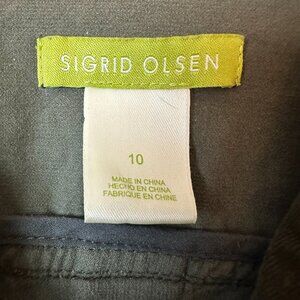 SIGRID OLSEN
10
MADE IN CHINA
HECHO EN CHINA
FABRIQUE EN CHINE